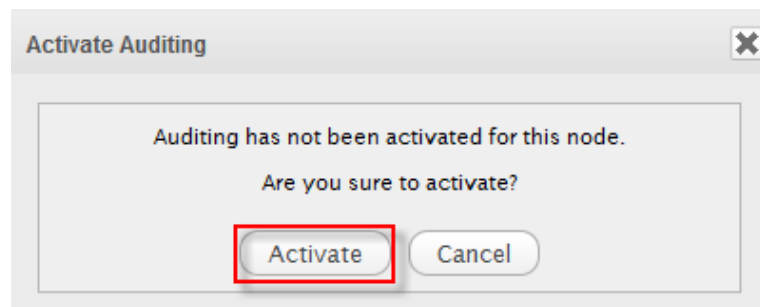 Activate Auditing
Auditing has not been activated for this node.
Are you sure to activate?
Activate
Cancel